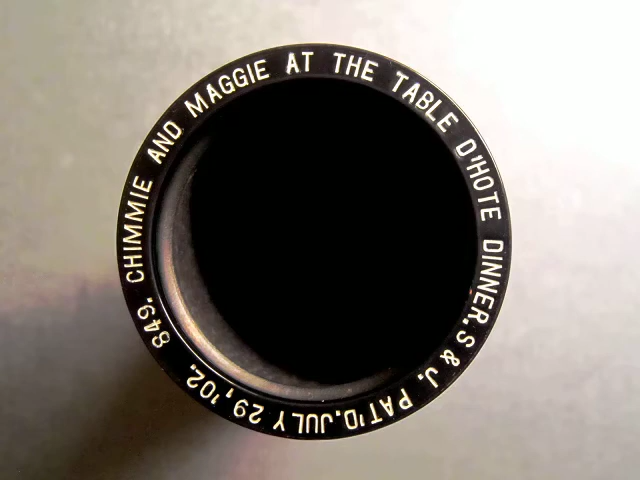 849. CHIMMIE AND MAGGIE AT THE TABLE D'HOTE DINNER. S & J. PAT'D. JULY 29,'02.